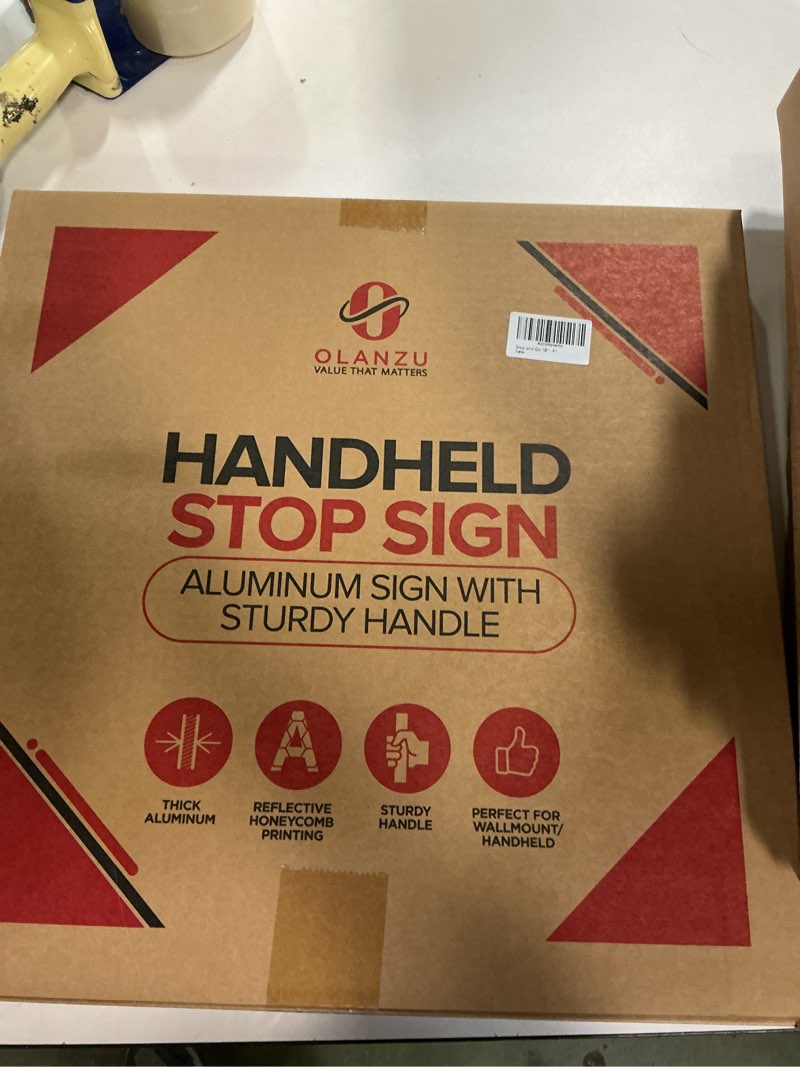 OLANZU
VALUE THAT MATTERS
New
HANDHELD
STOP SIGN
ALUMINUM SIGN WITH
STURDY HANDLE
THICK
ALUMINUM
REFLECTIVE
HONEYCOMB
PRINTING
STURDY
HANDLE
PERFECT FOR
WALLMOUNT/
HANDHELD